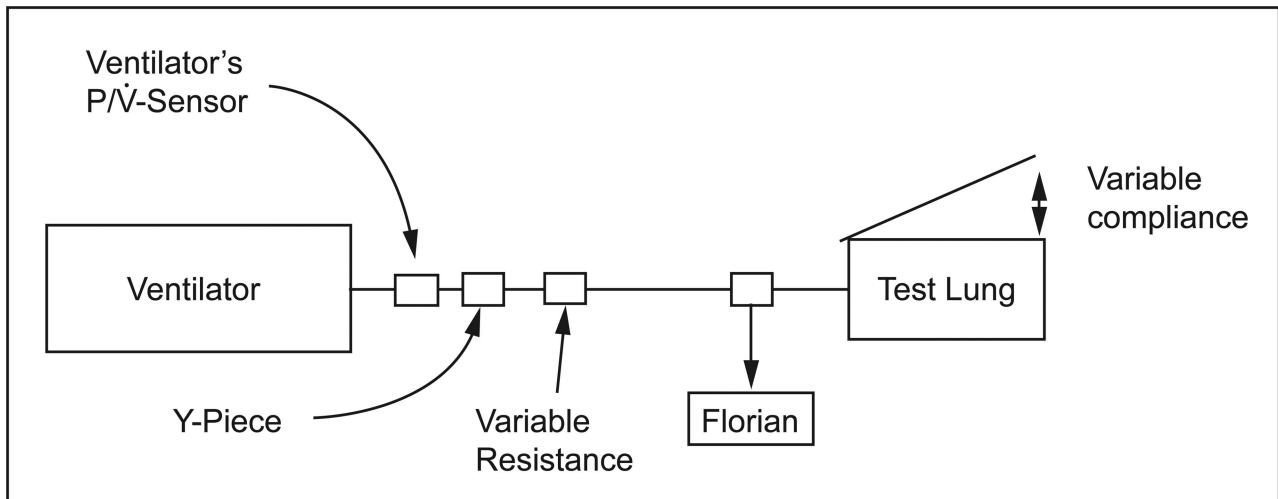 Ventilator's
P/V̇-Sensor
Variable
compliance
Ventilator
Test Lung
Y-Piece
Variable
Resistance
Florian